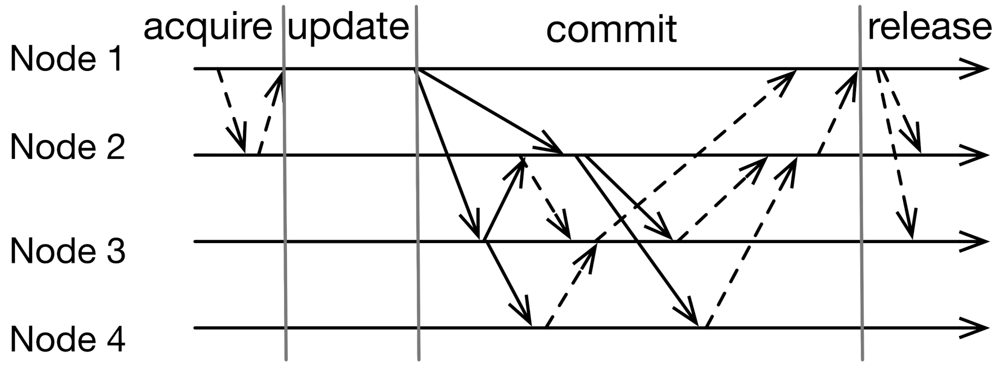 acquire update commit release
Node 1
Node 2
Node 3
Node 4